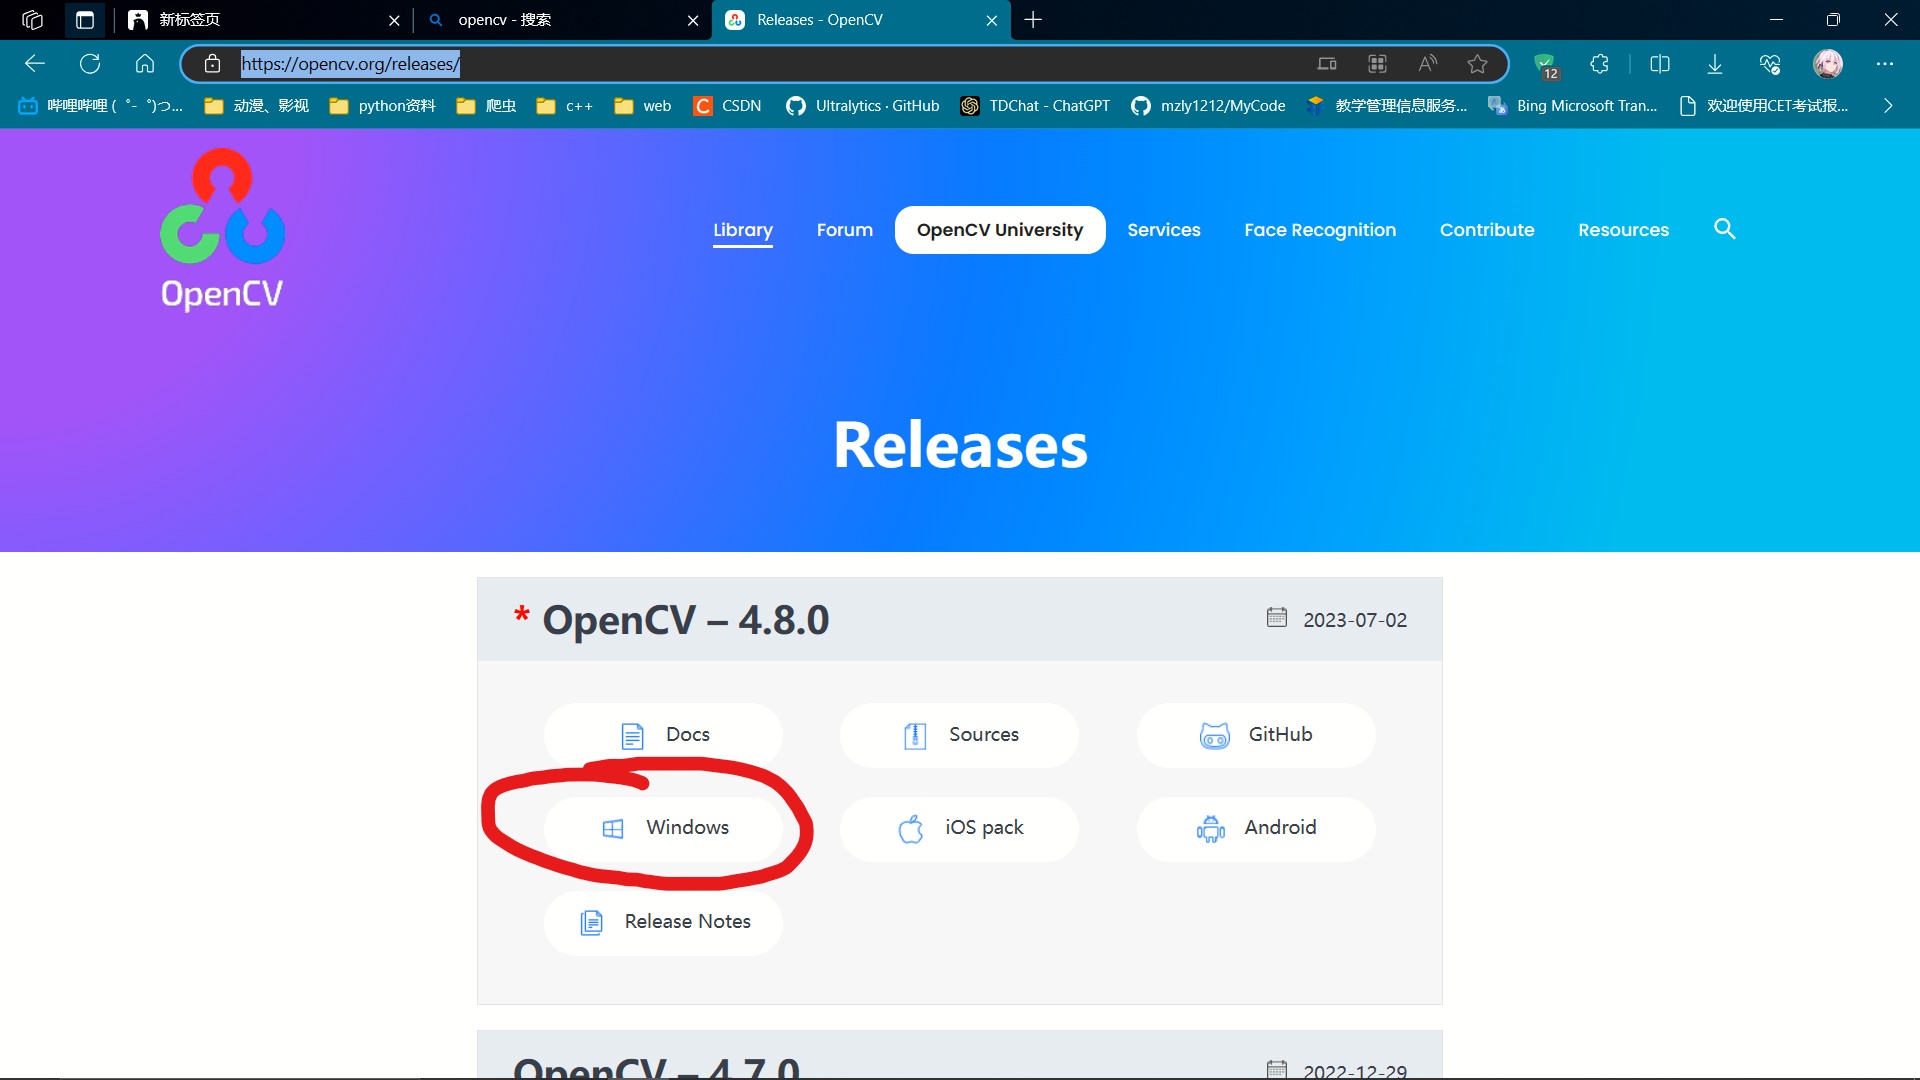 新标签页
opencv - 搜索
Releases - OpenCV
https://opencv.org/releases/
12
哔哩哔哩 ( ゜- ゜)つ...
动漫、影视
python资料
爬虫
c++
web
CSDN
Ultralytics · GitHub
TDChat - ChatGPT
mzly1212/MyCode
教学管理信息服务...
Bing Microsoft Tran...
欢迎使用CET考试报...
OpenCV
Library
Forum
OpenCV University
Services
Face Recognition
Contribute
Resources
Releases
* OpenCV – 4.8.0
2023-07-02
Docs
Sources
GitHub
Windows
iOS pack
Android
Release Notes
OpenCV – 4.7.0
2022-12-29